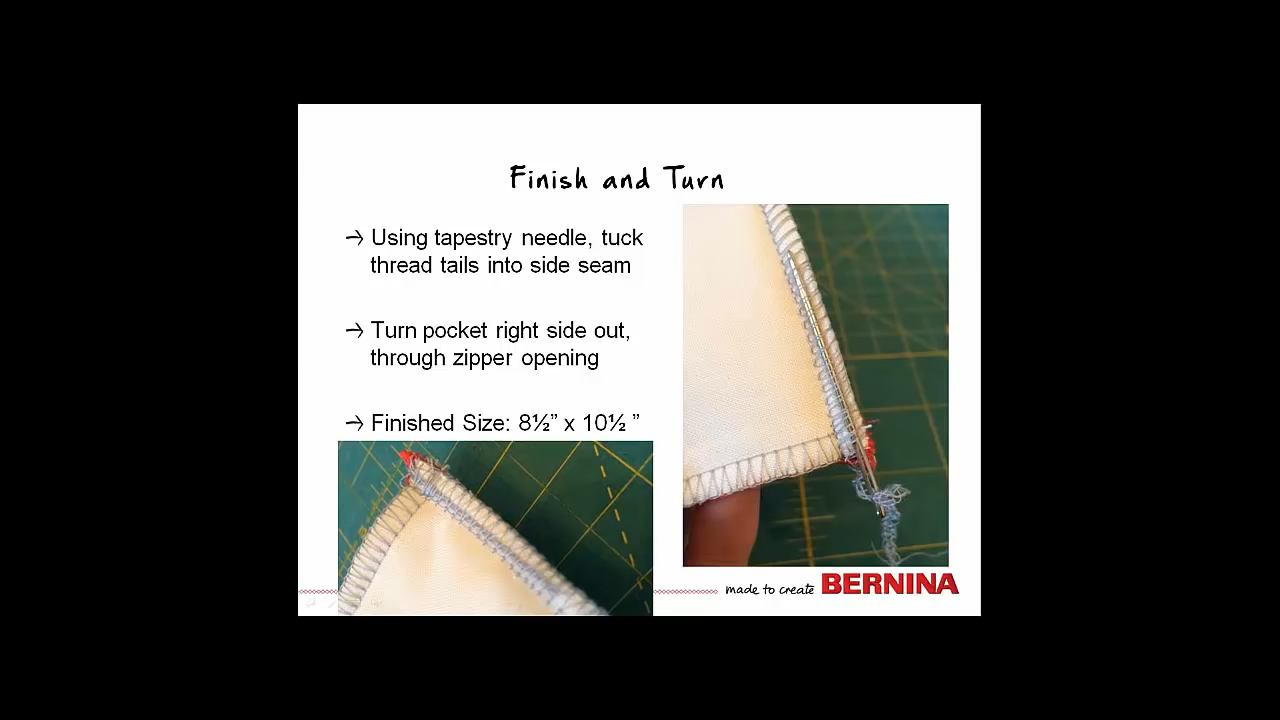 Finish and Turn
→ Using tapestry needle, tuck
thread tails into side seam
→ Turn pocket right side out,
through zipper opening
→ Finished Size: 8½” x 10½ ”
made to create BERNINA